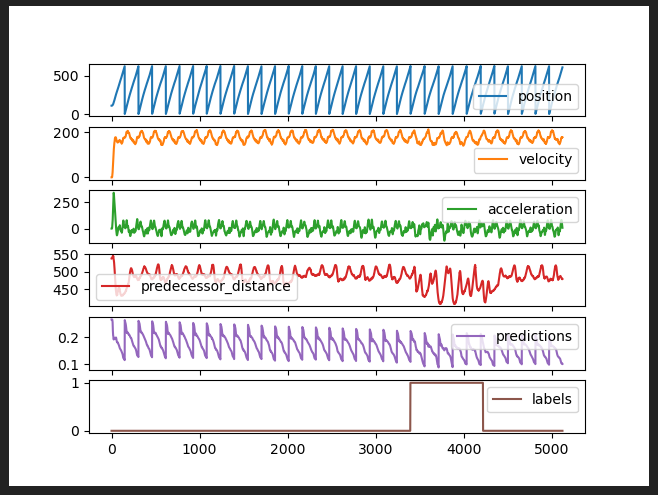 500
0
position
200
0
velocity
250
0
acceleration
550
500
450
predecessor_distance
0.2
0.1
predictions
1
0
labels
0 1000 2000 3000 4000 5000